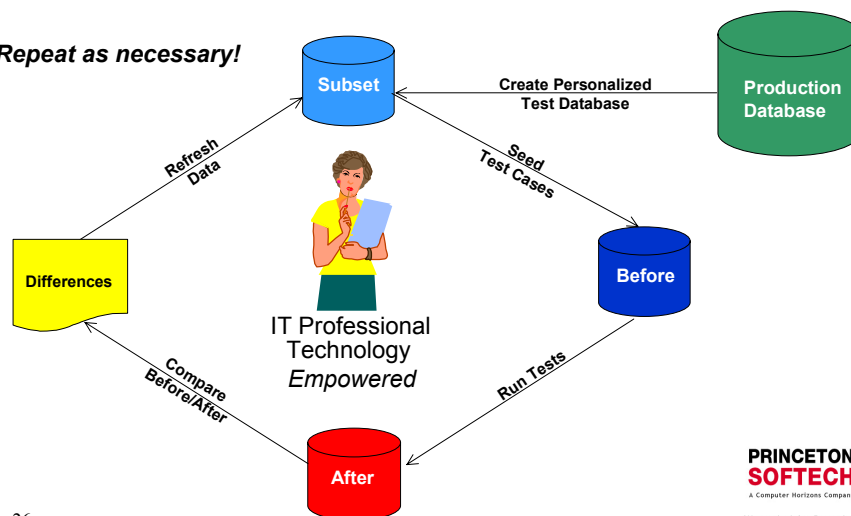 Repeat as necessary!
Subset
Create Personalized
Test Database
Production
Database
Seed
Test Cases
Refresh
Data
Before
Differences
IT Professional
Technology
Empowered
Compare
Before/After
Run Tests
After
PRINCETON
SOFTECH
A Computer Horizons Compan